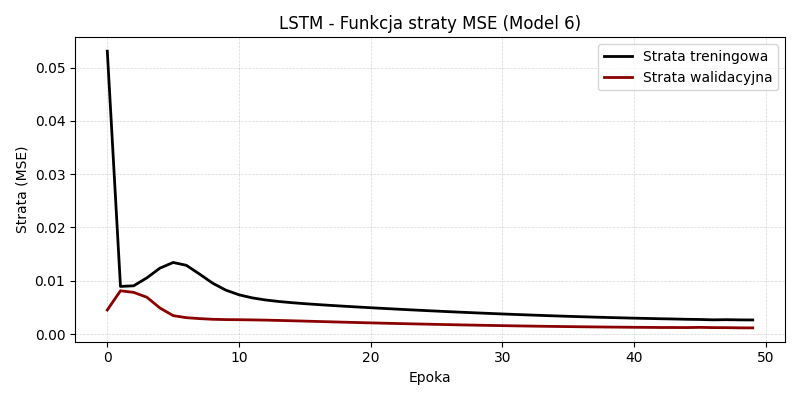 LSTM - Funkcja straty MSE (Model 6)
Strata treningowa
Strata walidacyjna
Strata (MSE)
0.05
0.04
0.03
0.02
0.01
0.00
0 10 20 30 40 50
Epoka